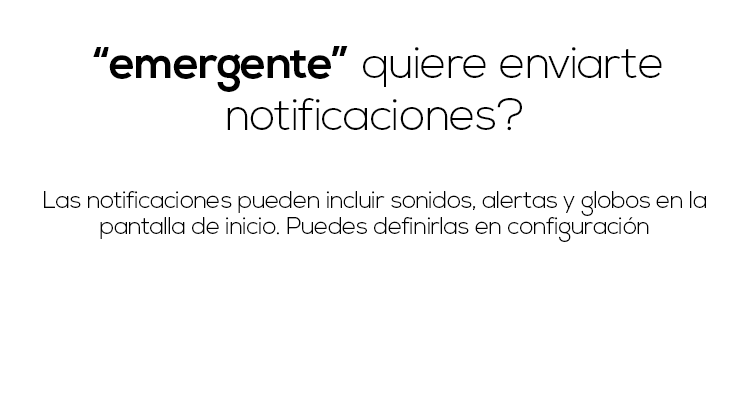 “emergente” quiere enviarte
notificaciones?
Las notificaciones pueden incluir sonidos, alertas y globos en la
pantalla de inicio. Puedes definirlas en configuración